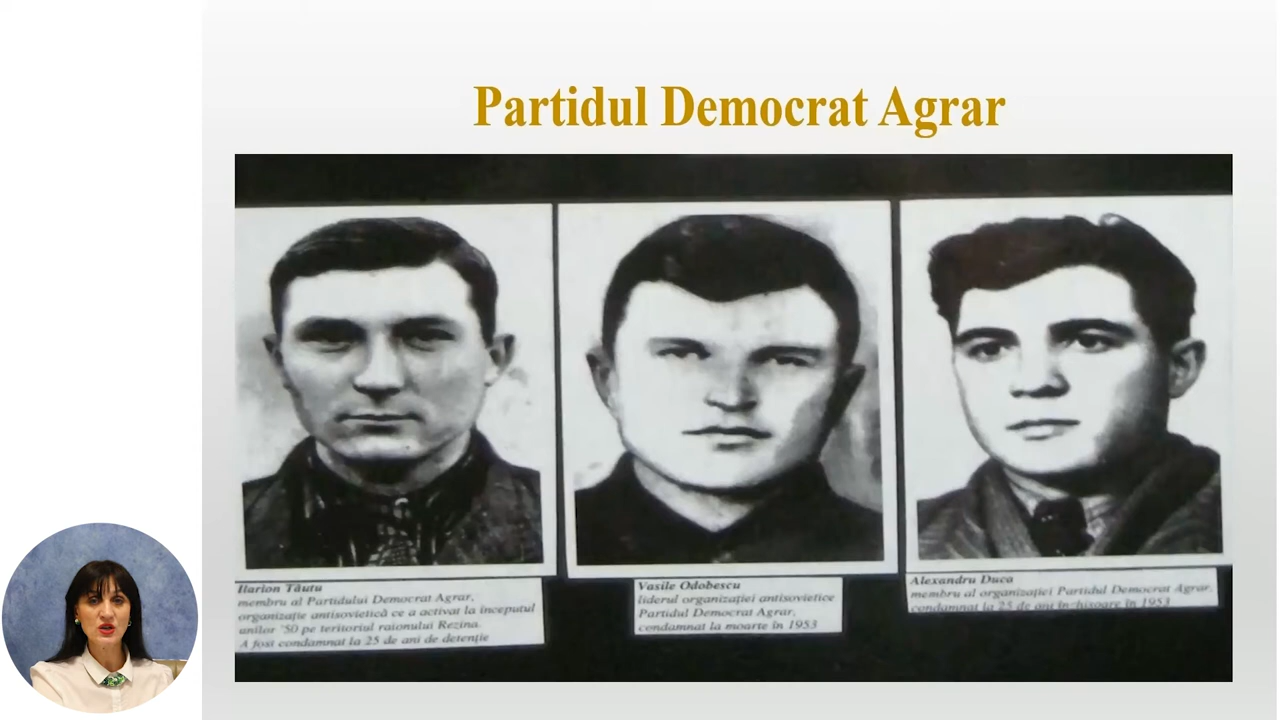 Partidul Democrat Agrar
Ilarion Tăutu
membru al Partidului Democrat Agrar,
organizație antisovietică ce a activat la începutul
anilor '50 pe teritoriul raionului Rezina.
A fost condamnat la 25 de ani de detenție
Vasile Odobescu
liderul organizației antisovietice
Partidul Democrat Agrar,
condamnat la moarte în 1953
Alexandru Duca
membru al organizației Partidul Democrat Agrar,
condamnat la 25 de ani închisoare în 1953